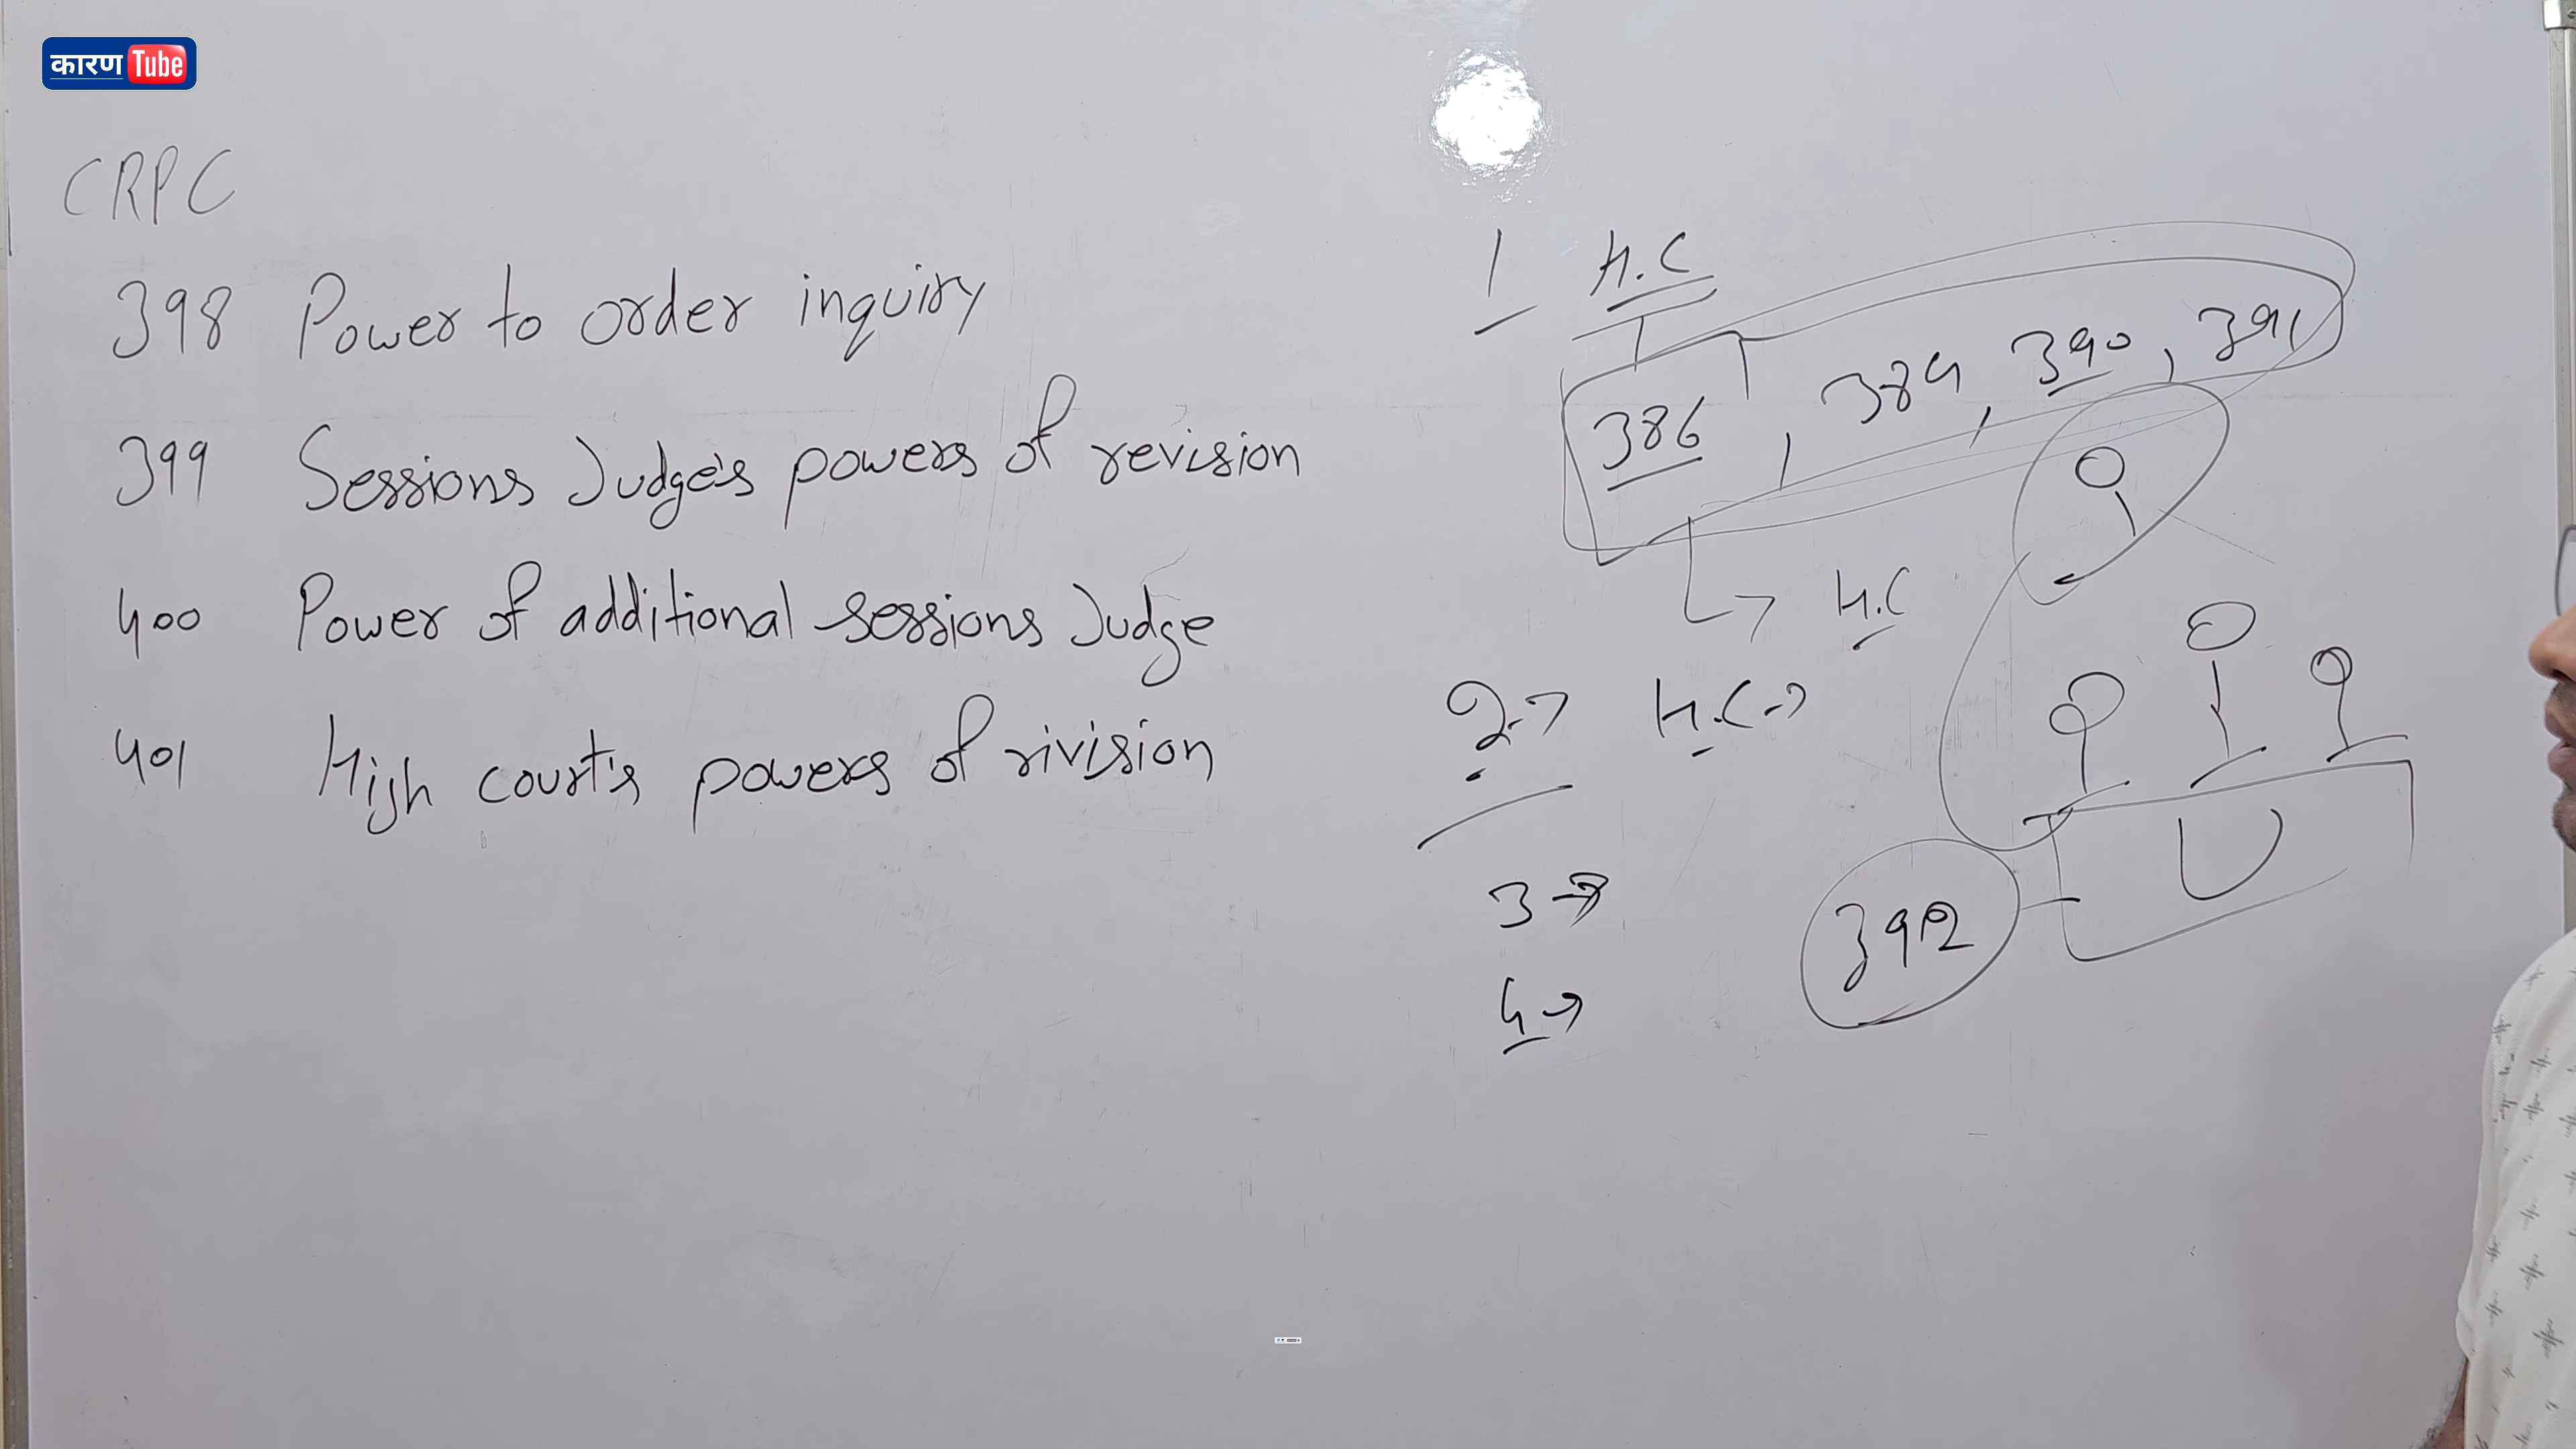 कारण Tube
CRPC
398 Power to order inquiry
399 Sessions Judge's powers of revision
400 Power of additional sessions Judge
401 High court's powers of rivision
1 H.C
386, 389, 390, 391
H.C
2→ H.C→
3→
392
4→